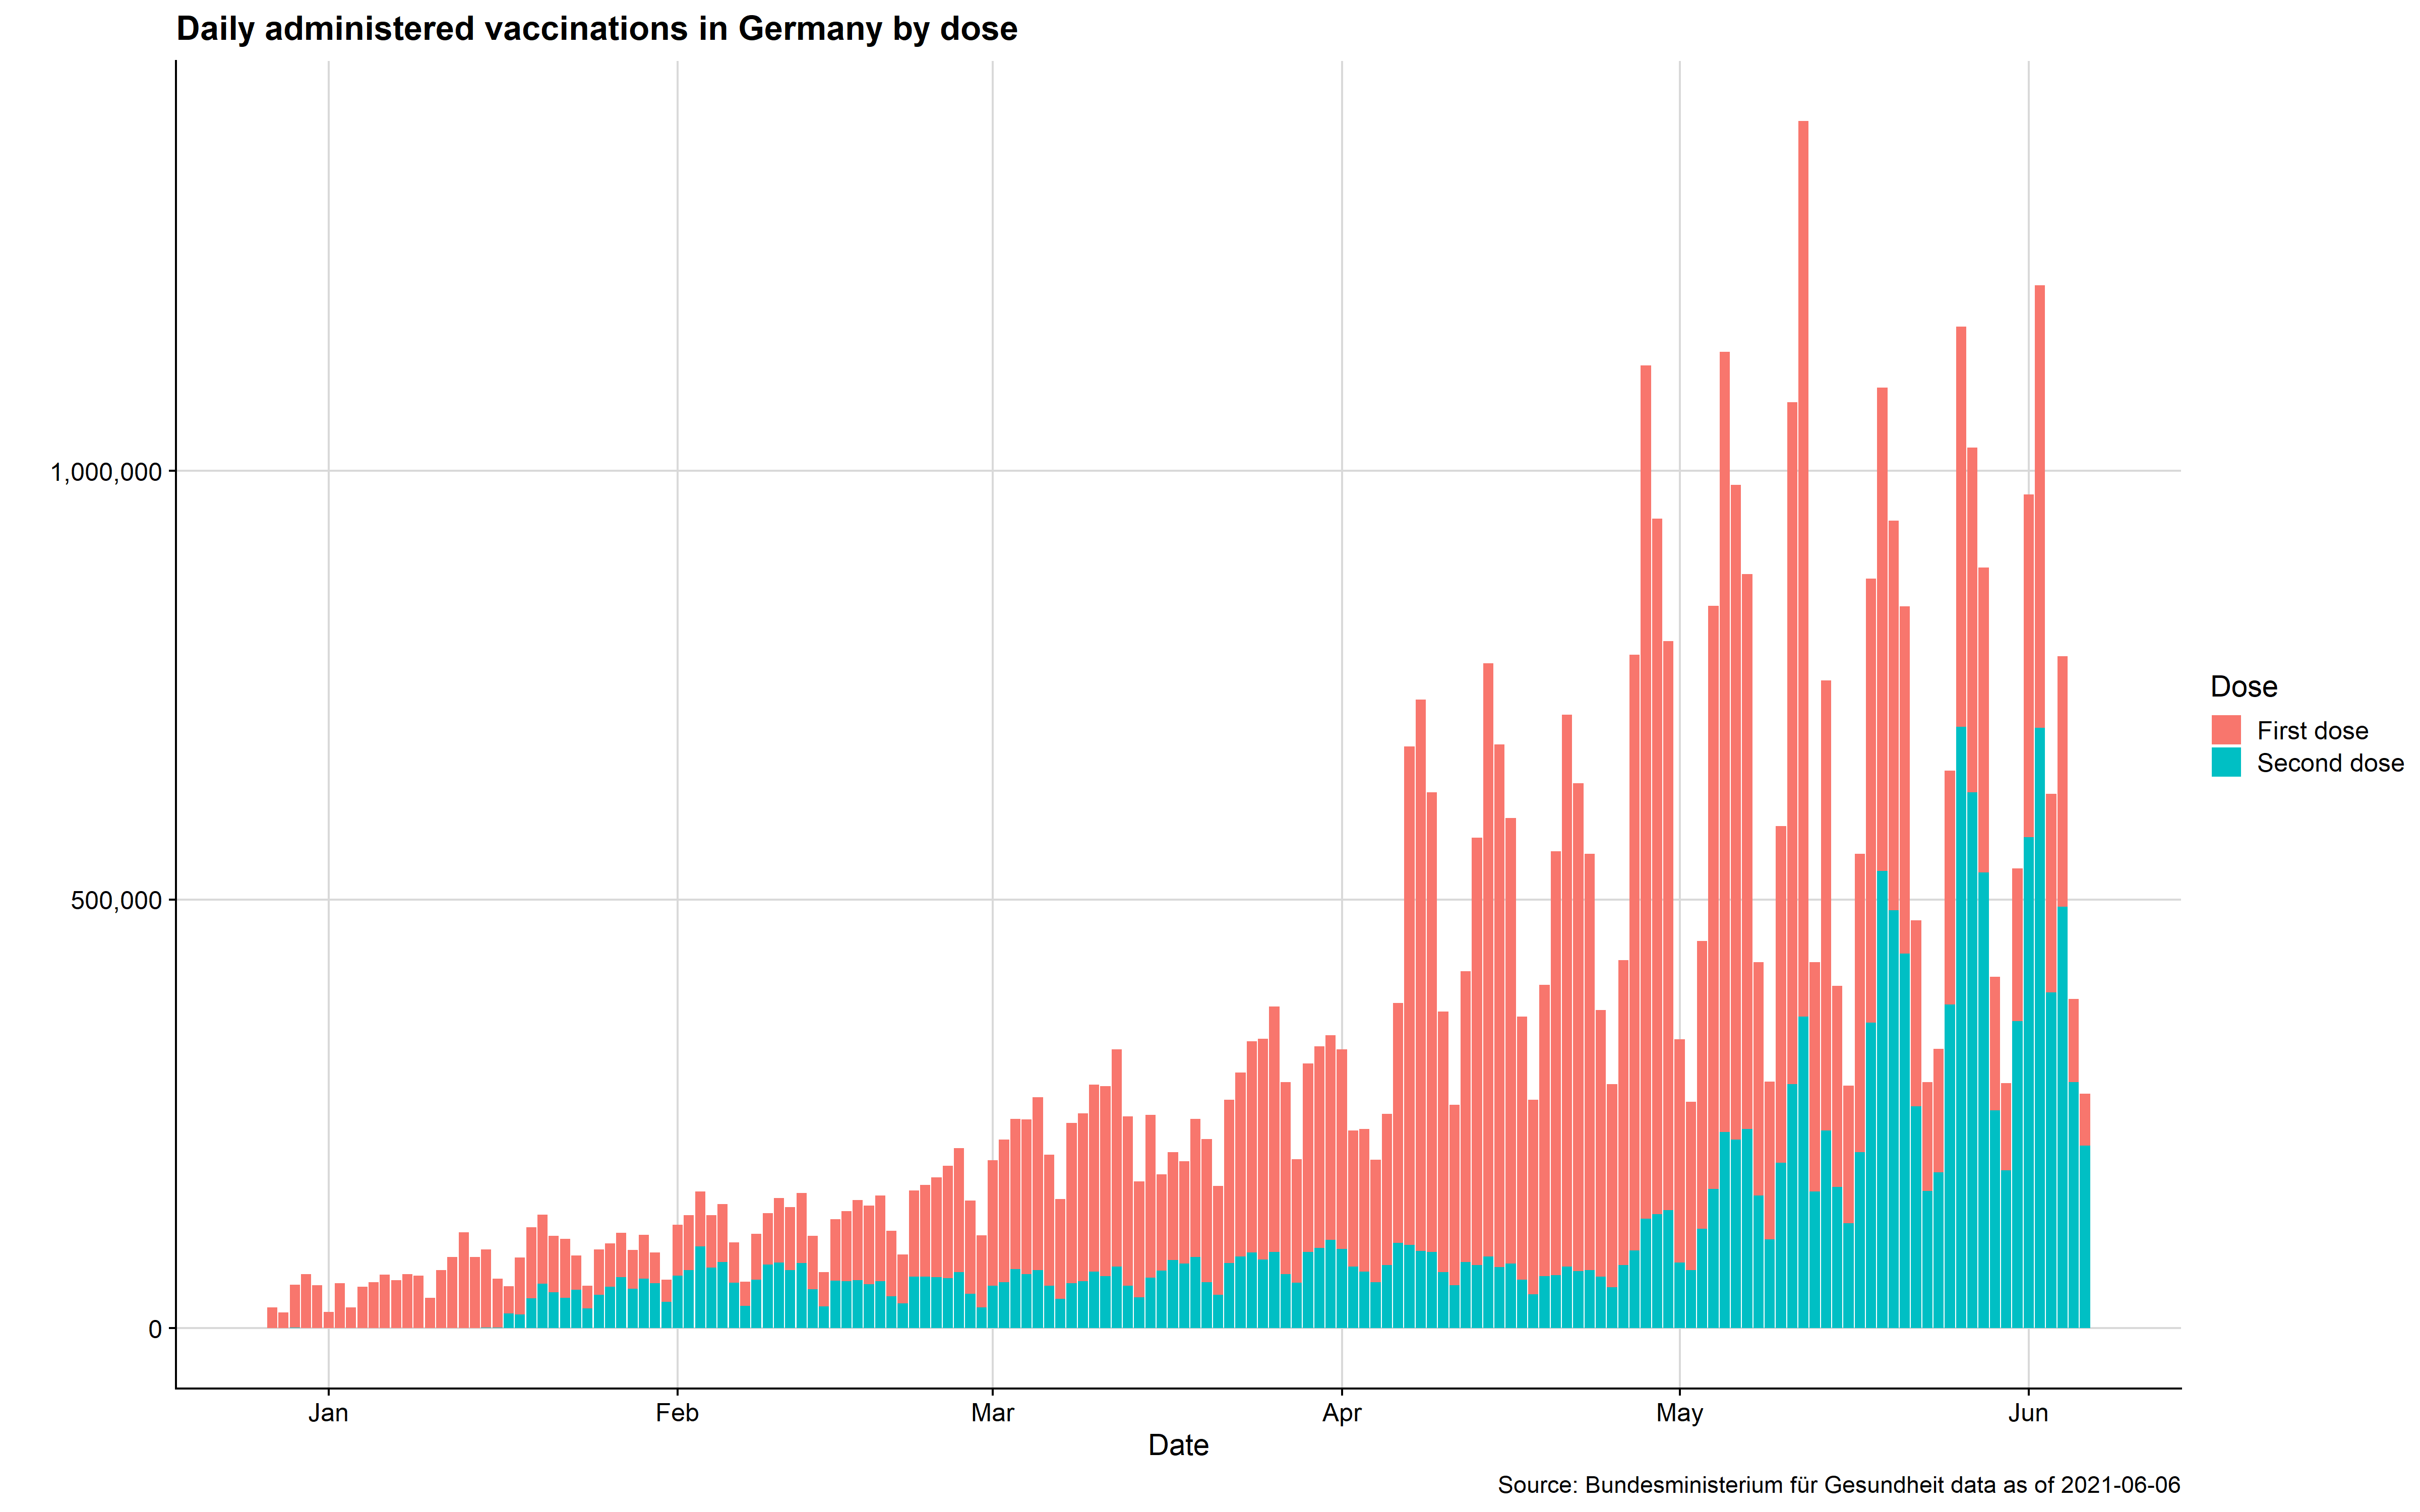 Daily administered vaccinations in Germany by dose
1,000,000
500,000
0
Jan Feb Mar Apr May Jun
Date
Dose
First dose
Second dose
Source: Bundesministerium für Gesundheit data as of 2021-06-06